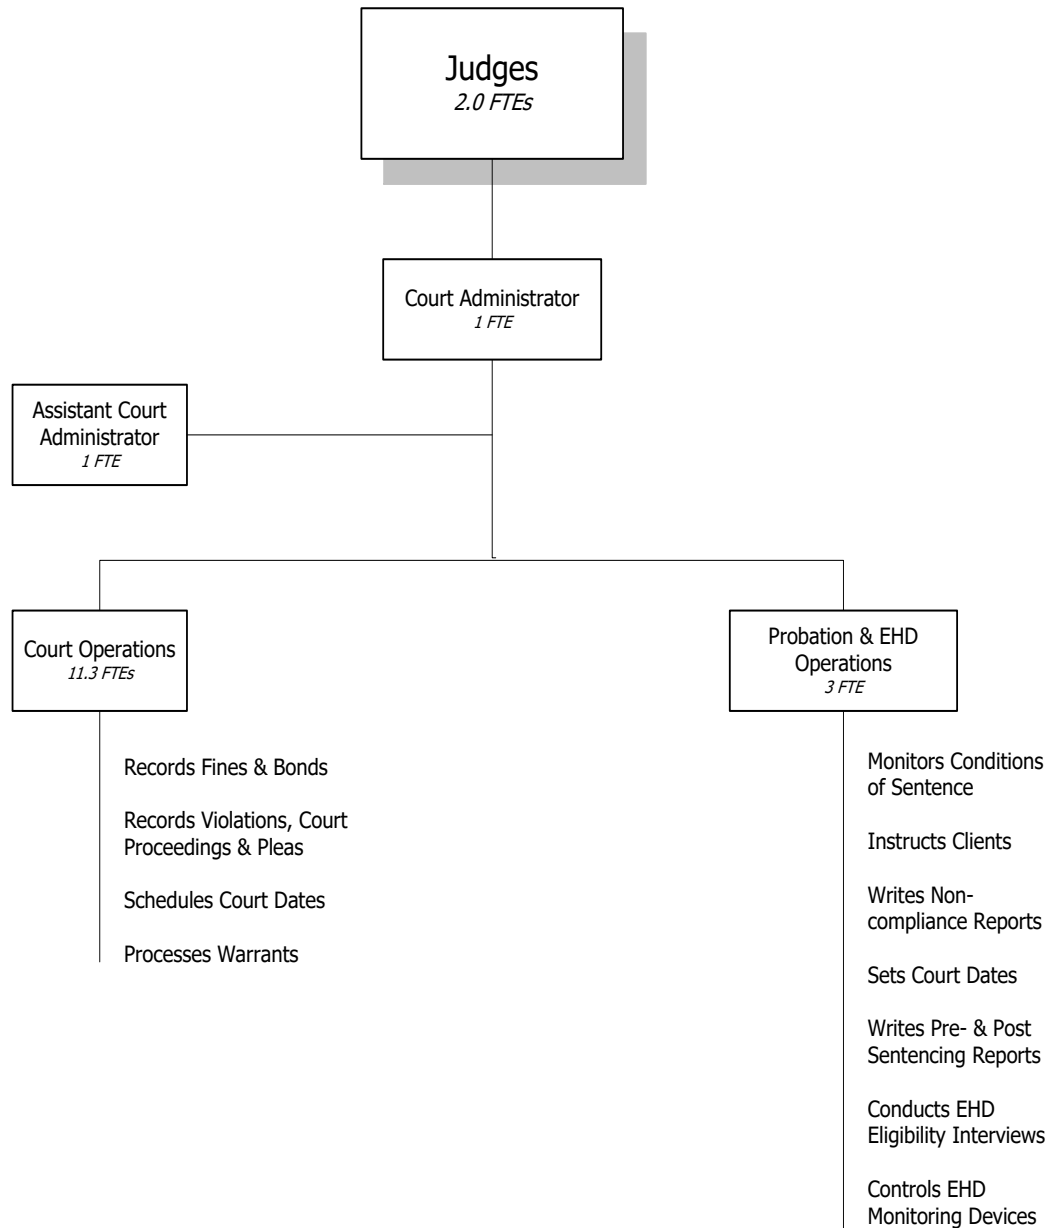 Judges
2.0 FTEs
Court Administrator
1 FTE
Assistant Court
Administrator
1 FTE
Court Operations
11.3 FTEs
Records Fines & Bonds
Records Violations, Court
Proceedings & Pleas
Schedules Court Dates
Processes Warrants
Probation & EHD
Operations
3 FTE
Monitors Conditions
of Sentence
Instructs Clients
Writes Non-
compliance Reports
Sets Court Dates
Writes Pre- & Post
Sentencing Reports
Conducts EHD
Eligibility Interviews
Controls EHD
Monitoring Devices